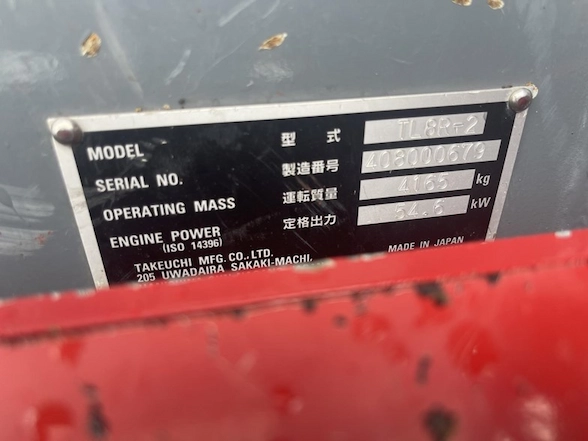 MODEL 型式 TL8R-2
SERIAL NO. 製造番号 408000679
OPERATING MASS 運転質量 4165 kg
ENGINE POWER 定格出力 54.6 kW
(ISO 14396)
TAKEUCHI MFG. CO., LTD. MADE IN JAPAN
205 UWADAIRA SAKAKI-MACHI,